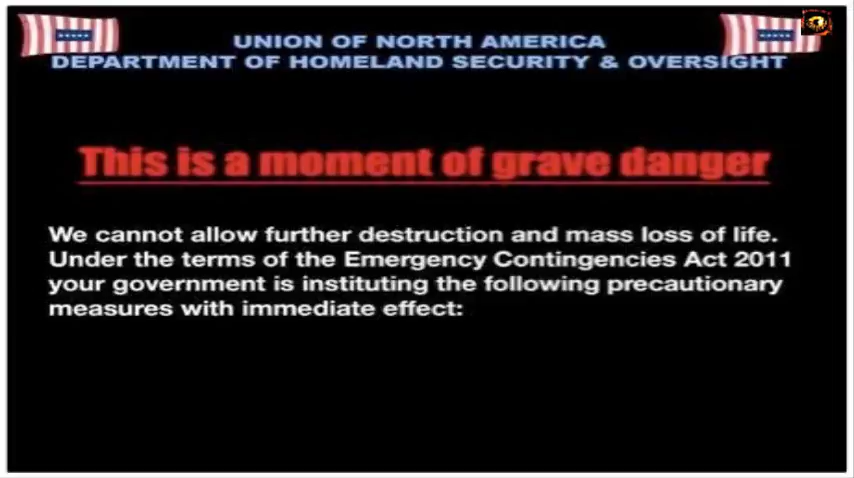 UNION OF NORTH AMERICA
DEPARTMENT OF HOMELAND SECURITY & OVERSIGHT
This is a moment of grave danger
We cannot allow further destruction and mass loss of life.
Under the terms of the Emergency Contingencies Act 2011
your government is instituting the following precautionary
measures with immediate effect: